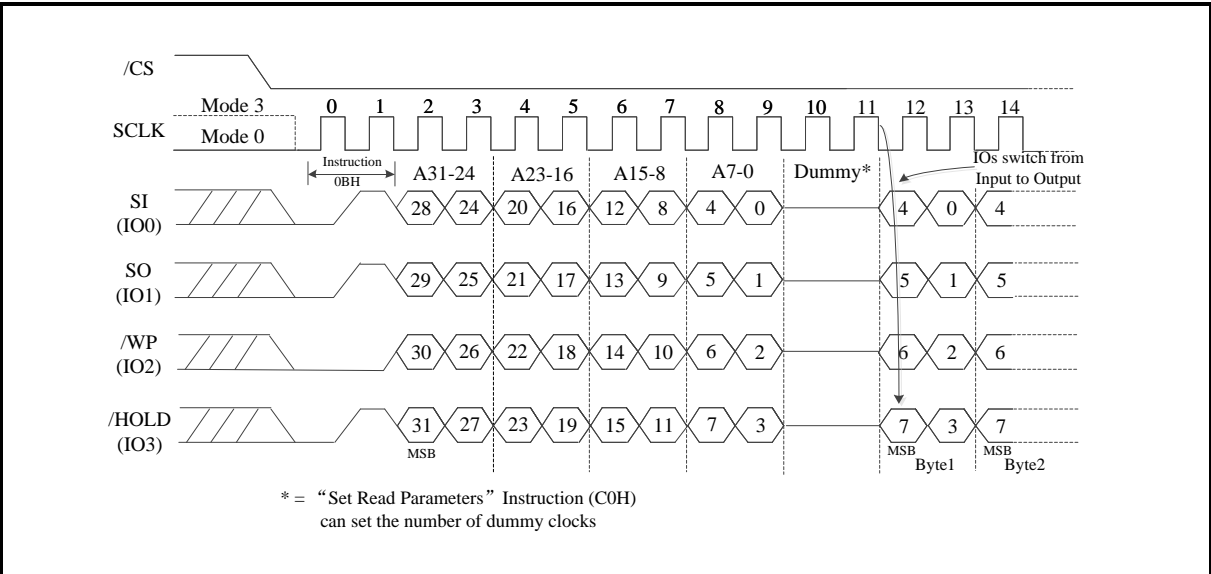 /CS
Mode 3 0 1 2 3 4 5 6 7 8 9 10 11 12 13 14
SCLK Mode 0
Instruction
0BH
A31-24 A23-16 A15-8 A7-0 Dummy*
IOs switch from
Input to Output
SI
(IO0)
28 24 20 16 12 8 4 0 4 0 4
SO
(IO1)
29 25 21 17 13 9 5 1 5 1 5
/WP
(IO2)
30 26 22 18 14 10 6 2 6 2 6
/HOLD
(IO3)
31 27 23 19 15 11 7 3 7 3 7
MSB MSB MSB
Byte1 Byte2
* = “Set Read Parameters” Instruction (C0H)
can set the number of dummy clocks